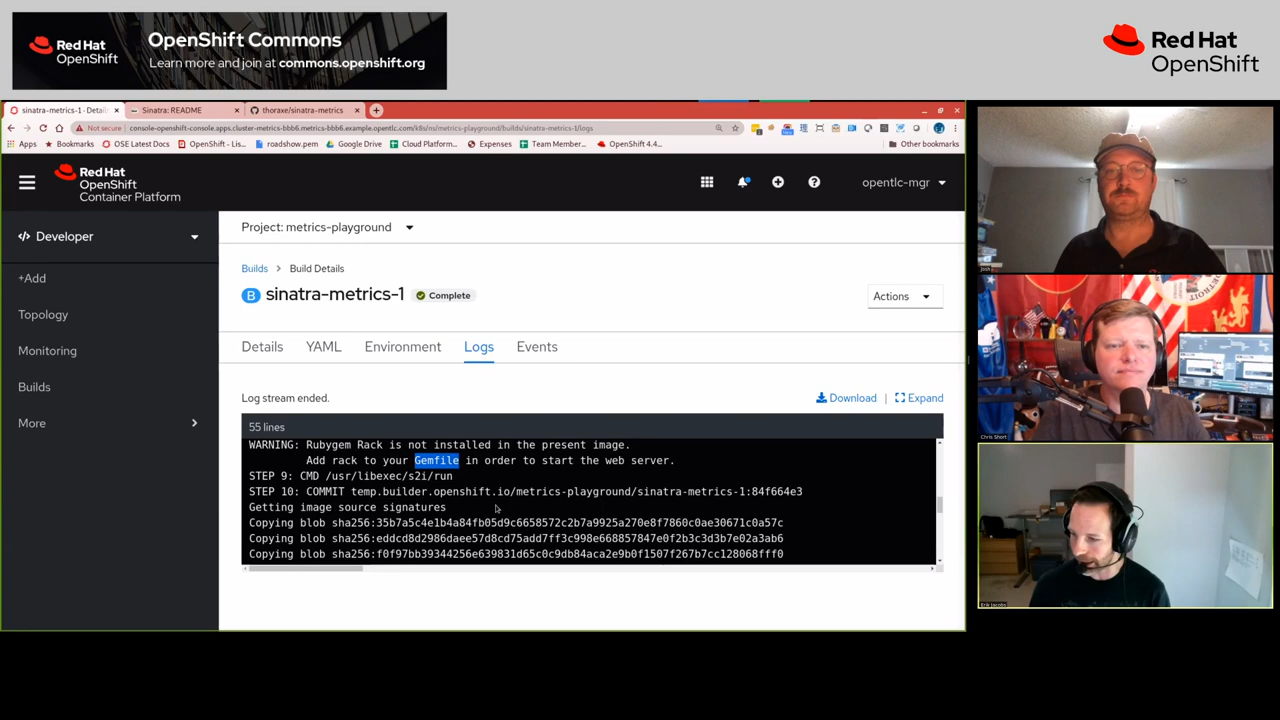 Red Hat
OpenShift
OpenShift Commons
Learn more and join at commons.openshift.org
Red Hat
OpenShift
sinatra-metrics-1 - Detail
Sinatra: README
thoraxe/sinatra-metrics
Not secure
console-openshift-console.apps.cluster-metrics-bbb6.metrics-bbb6.example.opentlc.com/k8s/ns/metrics-playground/builds/sinatra-metrics-1/logs
Apps
Bookmarks
OSE Latest Docs
OpenShift - Lis...
roadshow.pem
Google Drive
Cloud Platform...
Expenses
Team Member...
OpenShift 4.4...
Other bookmarks
Red Hat
OpenShift
Container Platform
opentlc-mgr
Developer
+Add
Topology
Monitoring
Builds
More
Project: metrics-playground
Builds > Build Details
B sinatra-metrics-1 Complete
Actions
Details YAML Environment Logs Events
Log stream ended.
Download | Expand
55 lines
WARNING: Rubygem Rack is not installed in the present image.
Add rack to your Gemfile in order to start the web server.
STEP 9: CMD /usr/libexec/s2i/run
STEP 10: COMMIT temp.builder.openshift.io/metrics-playground/sinatra-metrics-1:84f664e3
Getting image source signatures
Copying blob sha256:35b7a5c4e1b4a84fb05d9c6658572c2b7a9925a270e8f7860c0ae30671c0a57c
Copying blob sha256:eddcd8d2986daee57d8cd75add7ff3c998e668857847e0f2b3c3d3b7e02a3ab6
Copying blob sha256:f0f97bb39344256e639831d65c0c9db84aca2e9b0f1507f267b7cc128068fff0
Josh
Chris Short
Erik Jacobs